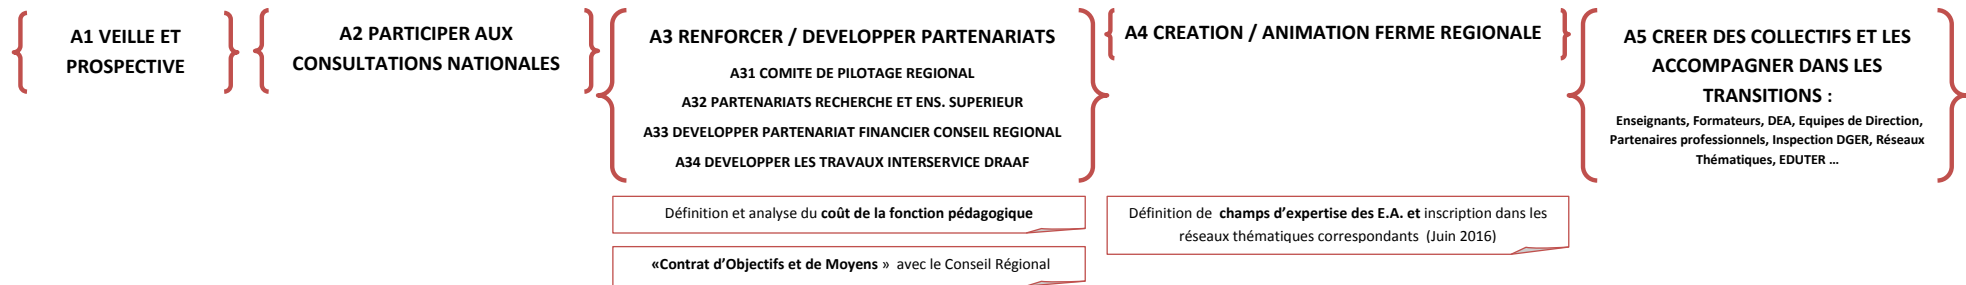 A1 VEILLE ET
PROSPECTIVE
A2 PARTICIPER AUX
CONSULTATIONS NATIONALES
A3 RENFORCER / DEVELOPPER PARTENARIATS
A31 COMITE DE PILOTAGE REGIONAL
A32 PARTENARIATS RECHERCHE ET ENS. SUPERIEUR
A33 DEVELOPPER PARTENARIAT FINANCIER CONSEIL REGIONAL
A34 DEVELOPPER LES TRAVAUX INTERSERVICE DRAAF
Définition et analyse du coût de la fonction pédagogique
«Contrat d’Objectifs et de Moyens » avec le Conseil Régional
A4 CREATION / ANIMATION FERME REGIONALE
Définition de champs d’expertise des E.A. et inscription dans les
réseaux thématiques correspondants (Juin 2016)
A5 CREER DES COLLECTIFS ET LES
ACCOMPAGNER DANS LES
TRANSITIONS :
Enseignants, Formateurs, DEA, Equipes de Direction,
Partenaires professionnels, Inspection DGER, Réseaux
Thématiques, EDUTER …